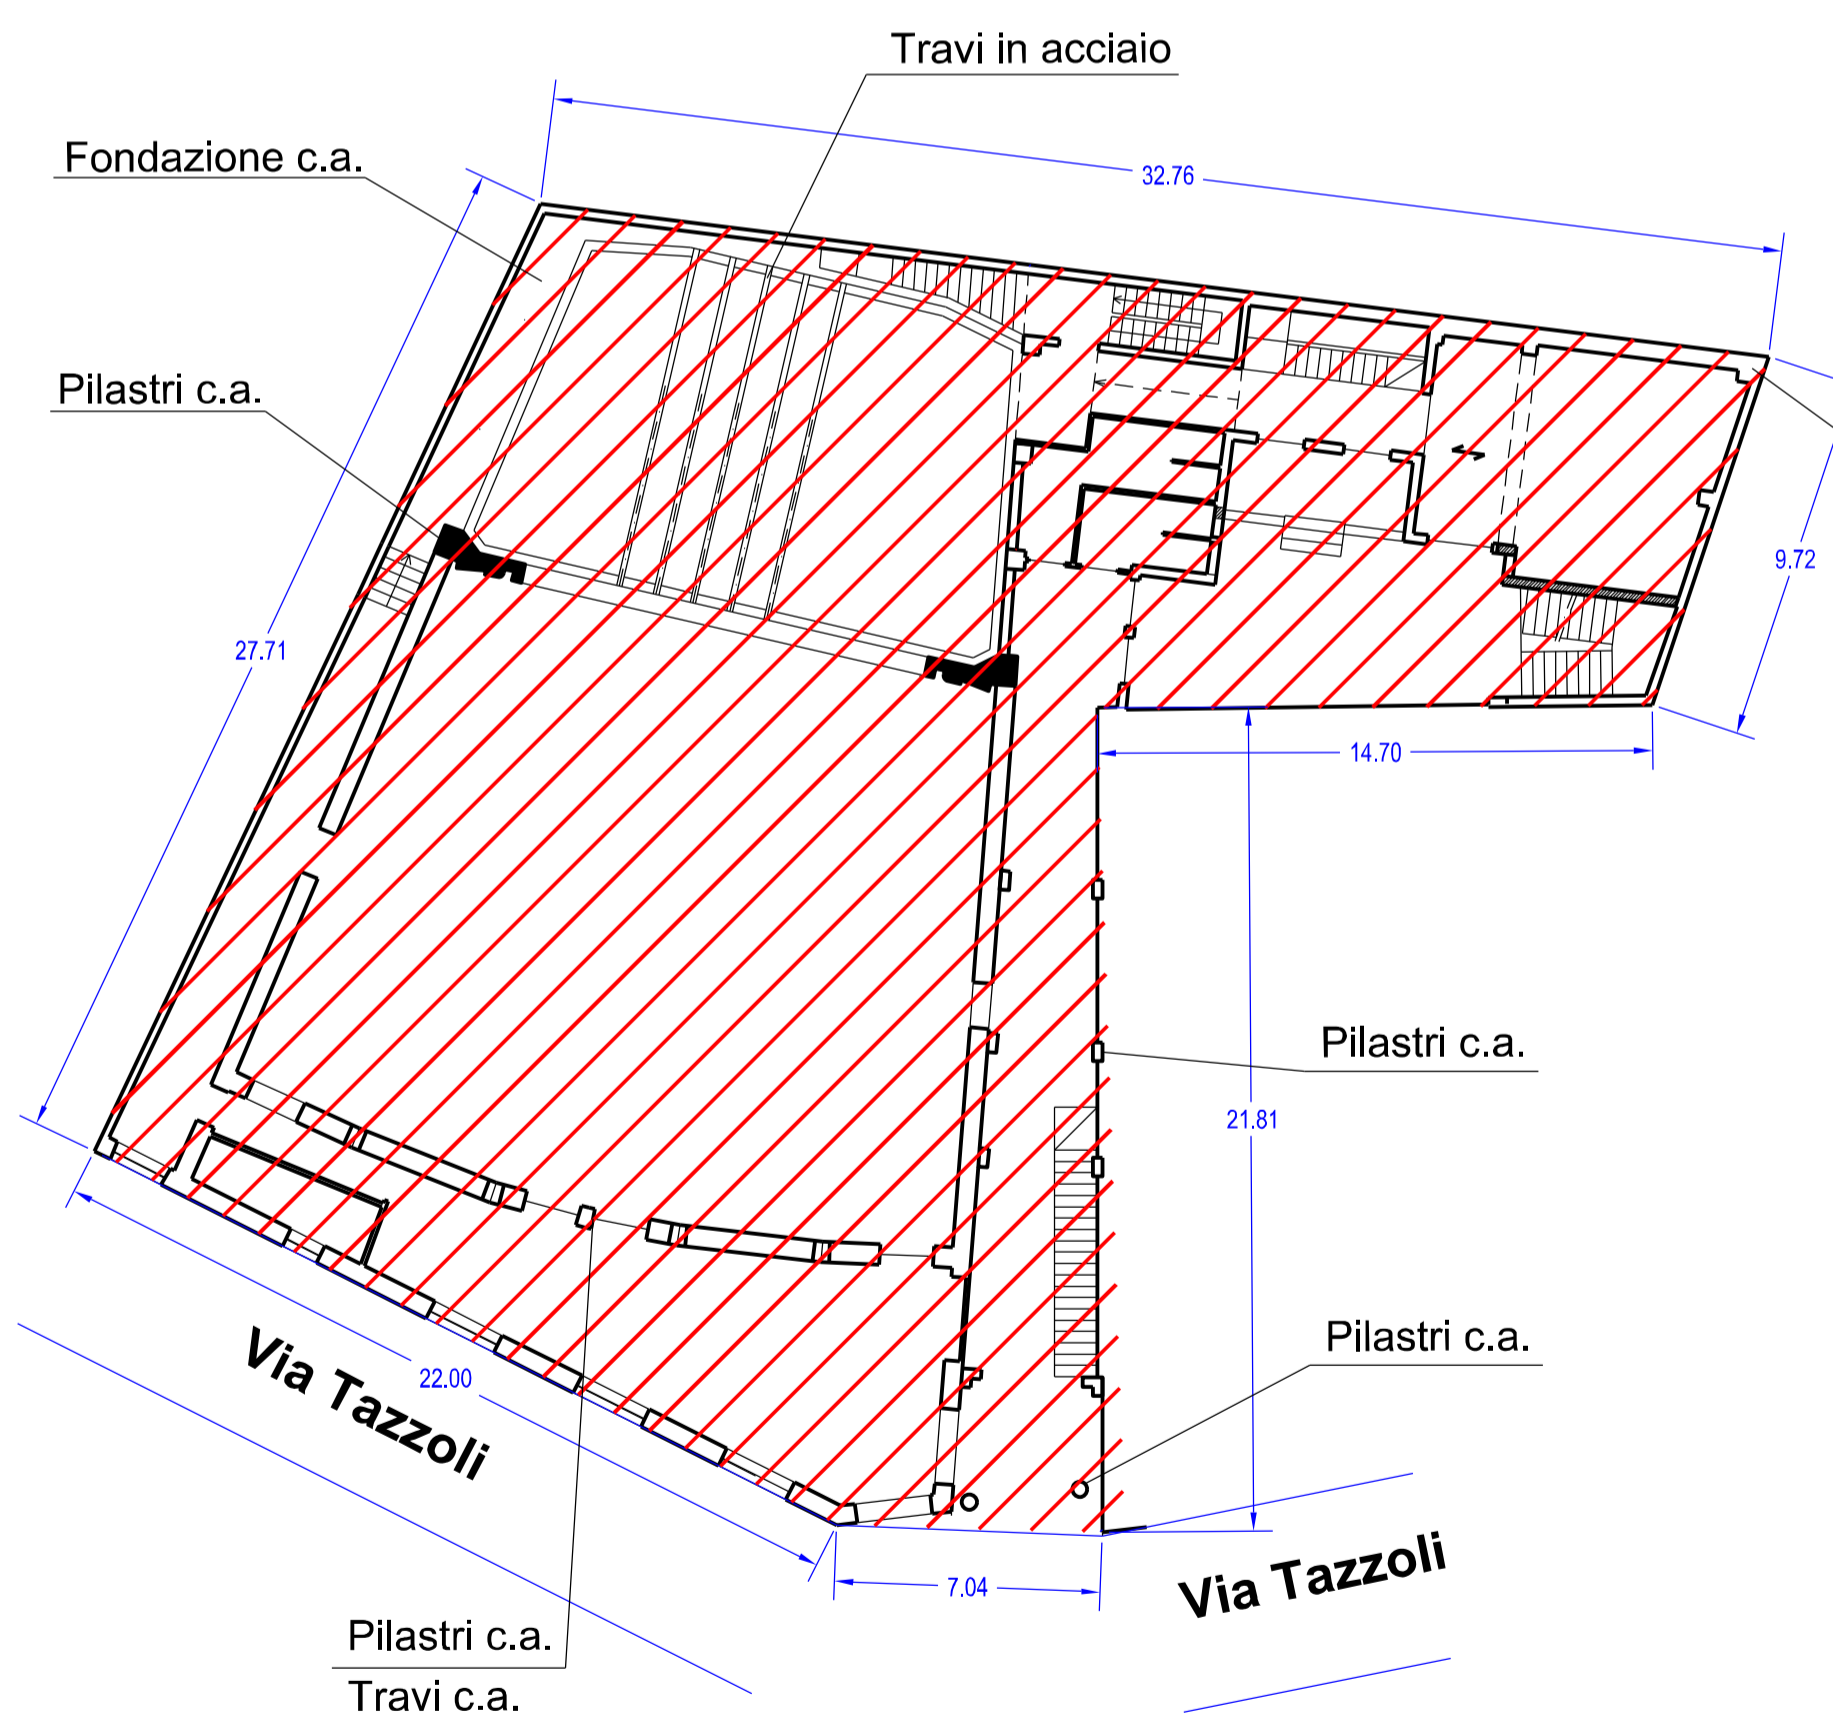 Travi in acciaio
Fondazione c.a.
32.76
Pilastri c.a.
9.72
27.71
14.70
Pilastri c.a.
21.81
Pilastri c.a.
Via Tazzoli
22.00
Via Tazzoli
7.04
Pilastri c.a.
Travi c.a.